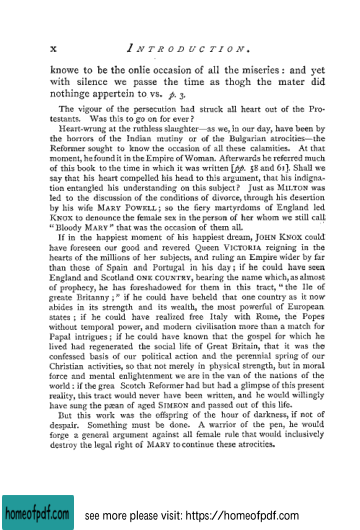 x INTRODUCTION.
knowe to be the onlie occasion of all the miseries : and yet
with silence we passe the time as thogh the mater did
nothinge appertein to vs. p. 3.
The vigour of the persecution had struck all heart out of the Pro-
testants. Was this to go on for ever?
Heart-wrung at the ruthless slaughter—as we, in our day, have been by
the horrors of the Indian mutiny or of the Bulgarian atrocities—the
Reformer sought to know the occasion of all these calamities. At that
moment, he found it in the Empire of Woman. Afterwards he referred much
of this book to the time in which it was written [pp. 58 and 61]. Shall we
say that his heart compelled his head to this argument, that his indigna-
tion entangled his understanding on this subject? Just as MILTON was
led to the discussion of the conditions of divorce, through his desertion
by his wife MARY POWELL; so the fiery martyrdoms of England led
KNOX to denounce the female sex in the person of her whom we still call
"Bloody MARY" that was the occasion of them all.
If in the happiest moment of his happiest dream, JOHN KNOX could
have foreseen our good and revered Queen VICTORIA reigning in the
hearts of the millions of her subjects, and ruling an Empire wider by far
than those of Spain and Portugal in his day; if he could have seen
England and Scotland ONE COUNTRY, bearing the name which, as almost
of prophecy, he has foreshadowed for them in this tract, "the Ile of
greate Britanny;" if he could have beheld that one country as it now
abides in its strength and its wealth, the most powerful of European
states; if he could have realized free Italy with Rome, the Popes
without temporal power, and modern civilisation more than a match for
Papal intrigues; if he could have known that the gospel for which he
lived had regenerated the social life of Great Britain, that it was the
confessed basis of our political action and the perennial spring of our
Christian activities, so that not merely in physical strength, but in moral
force and mental enlightenment we are in the van of the nations of the
world: if the grea Scotch Reformer had but had a glimpse of this present
reality, this tract would never have been written, and he would willingly
have sung the pæan of aged SIMEON and passed out of this life.
But this work was the offspring of the hour of darkness, if not of
despair. Something must be done. A warrior of the pen, he would
forge a general argument against all female rule that would inclusively
destroy the legal right of MARY to continue these atrocities.
homeofpdf.com see more please visit: https://homeofpdf.com